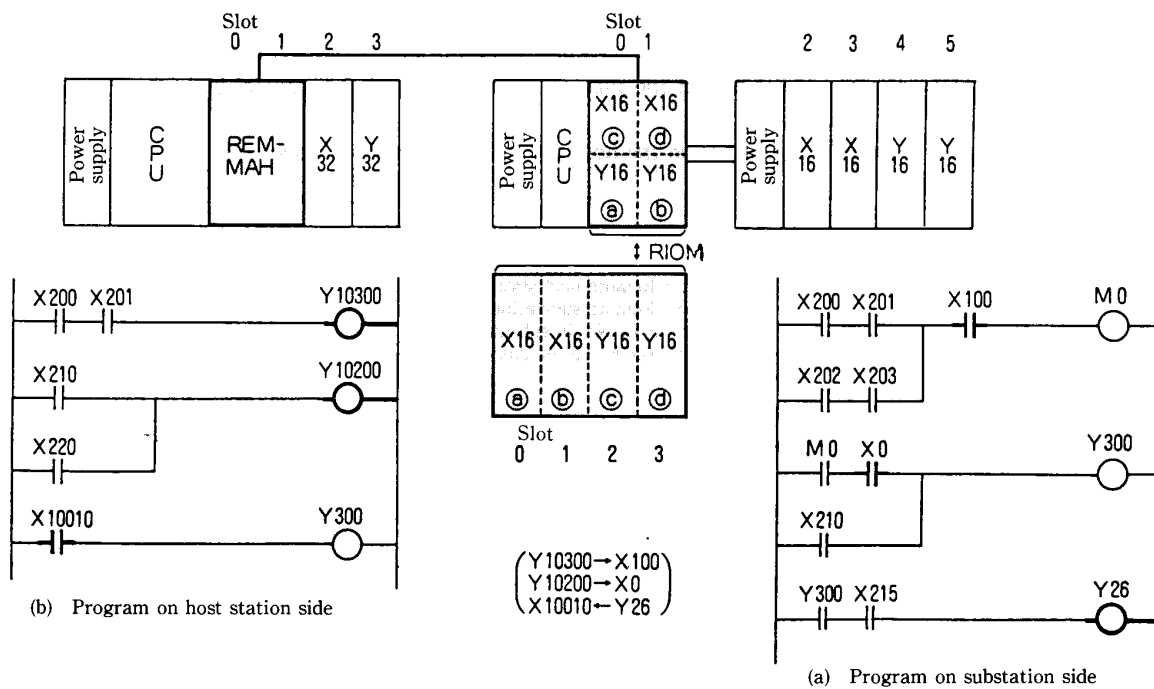 Slot
0 1 2 3
Slot
0 1 2 3 4 5
Power supply
CPU
REM-
MAH
X
32
Y
32
Power supply
CPU
X16 X16
ⓒ ⓓ
Y16 Y16
ⓐ ⓑ
Power supply
X
16
X
16
Y
16
Y
16
↕ RIOM
X16 X16 Y16 Y16
ⓐ ⓑ ⓒ ⓓ
Slot
0 1 2 3
X200 X201 Y10300
X210 Y10200
X220
X10010 Y300
(b) Program on host station side
Y10300→X100
Y10200→X0
X10010←Y26
X200 X201 X100 M0
X202 X203
M0 X0 Y300
X210
Y300 X215 Y26
(a) Program on substation side